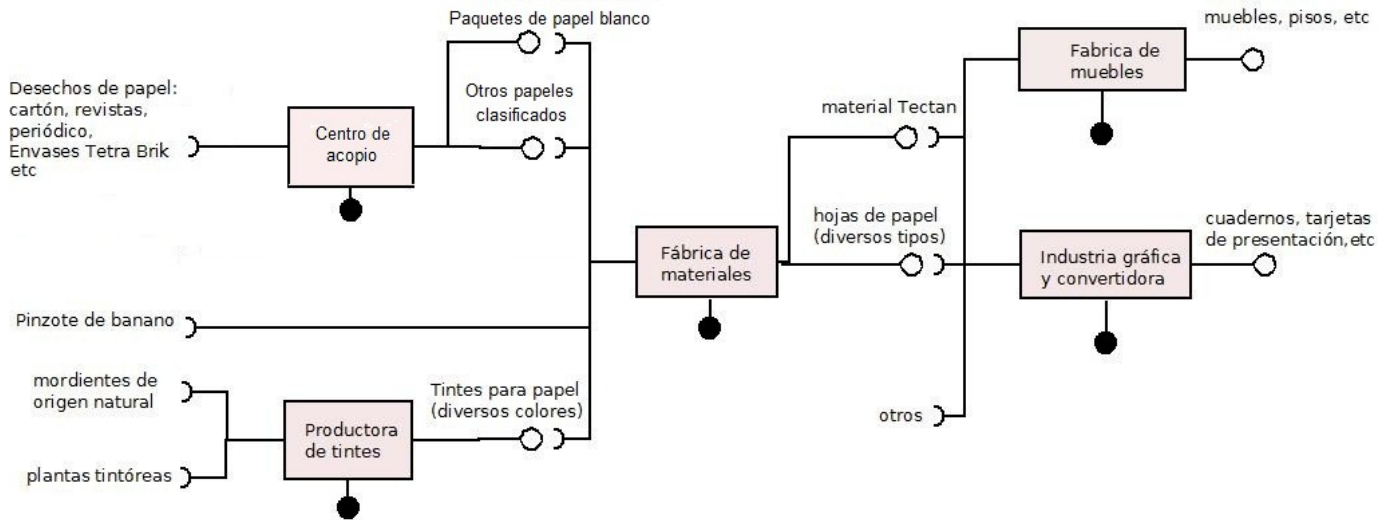 Paquetes de papel blanco
muebles, pisos, etc
Fabrica de
muebles
Desechos de papel:
cartón, revistas,
periódico,
Envases Tetra Brik
etc
Otros papeles
clasificados
material Tectan
Centro de
acopio
hojas de papel
(diversos tipos)
cuadernos, tarjetas
de presentación,etc
Fábrica de
materiales
Industria gráfica
y convertidora
Pinzote de banano
mordientes de
origen natural
Tintes para papel
(diversos colores)
otros
Productora
de tintes
plantas tintóreas